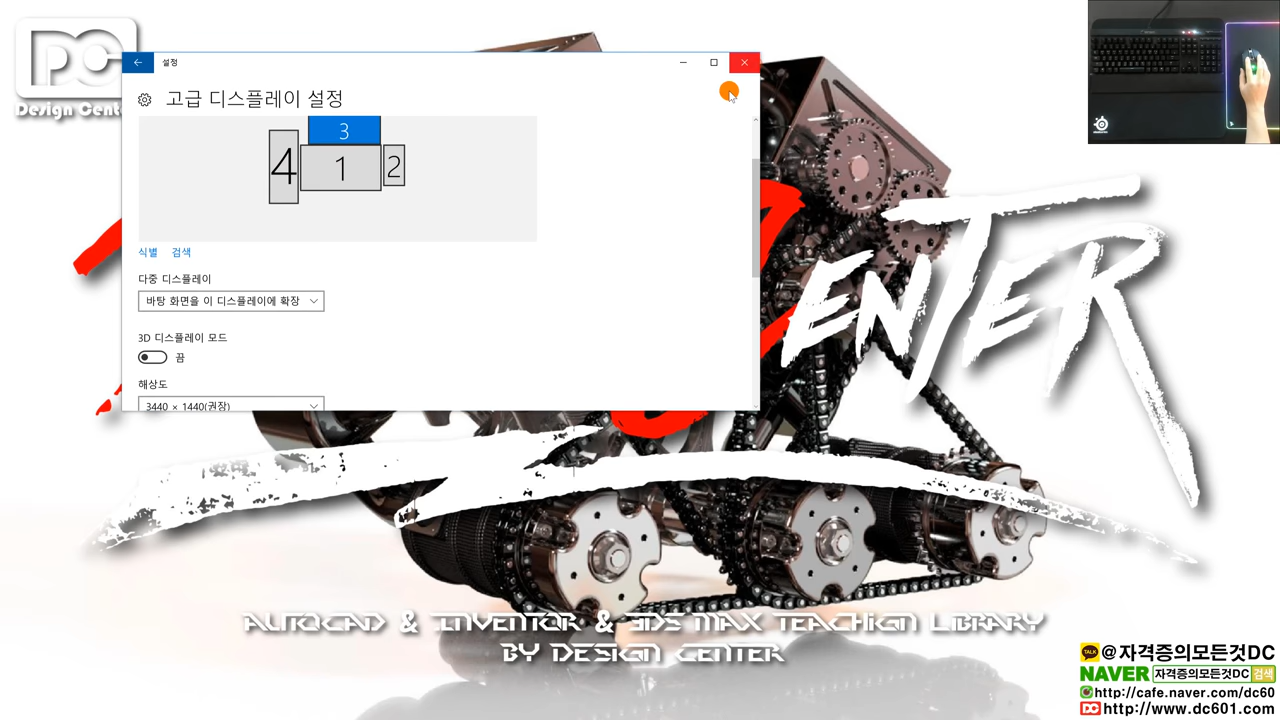 DC
Design Cent
설정
고급 디스플레이 설정
3
4
1
2
식별 검색
다중 디스플레이
바탕 화면을 이 디스플레이에 확장
3D 디스플레이 모드
끔
해상도
3440 × 1440(권장)
ENTER
AUTOCAD & INVENTOR & 3DS MAX TEACHIGN LIBRARY
BY DESIGN CENTER
TALK @자격증의모든것DC
NAVER 자격증의모든것DC 검색
http://cafe.naver.com/dc60
DC http://www.dc601.com